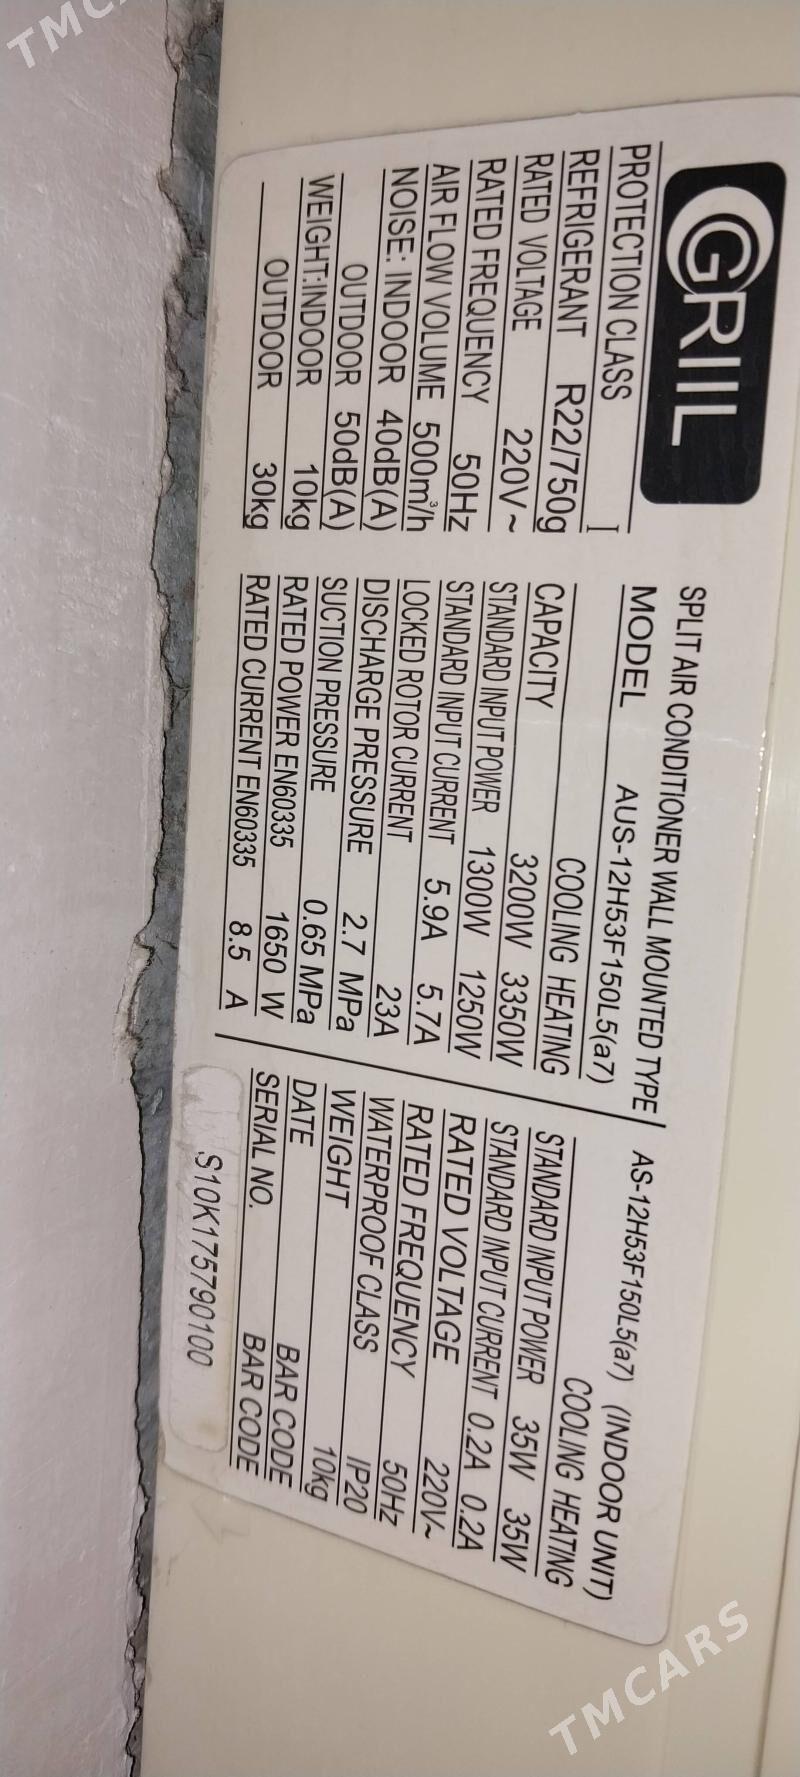 GRIIL
PROTECTION CLASS I
REFRIGERANT R22/750g
RATED VOLTAGE 220V~
RATED FREQUENCY 50Hz
AIR FLOW VOLUME 500m³/h
NOISE: INDOOR 40dB(A)
OUTDOOR 50dB(A)
WEIGHT:INDOOR 10kg
OUTDOOR 30kg
SPLIT AIR CONDITIONER WALL MOUNTED TYPE
MODEL AUS-12H53F150L5(a7)
COOLING HEATING
CAPACITY 3200W 3350W
STANDARD INPUT POWER 1300W 1250W
STANDARD INPUT CURRENT 5.9A 5.7A
LOCKED ROTOR CURRENT 23A
DISCHARGE PRESSURE 2.7 MPa
SUCTION PRESSURE 0.65 MPa
RATED POWER EN60335 1650 W
RATED CURRENT EN60335 8.5 A
AS-12H53F150L5(a7) (INDOOR UNIT)
COOLING HEATING
STANDARD INPUT POWER 35W 35W
STANDARD INPUT CURRENT 0.2A 0.2A
RATED VOLTAGE 220V~
RATED FREQUENCY 50Hz
WATERPROOF CLASS IP20
WEIGHT 10kg
DATE BAR CODE
SERIAL NO. BAR CODE
S10K175790100
TMCARS